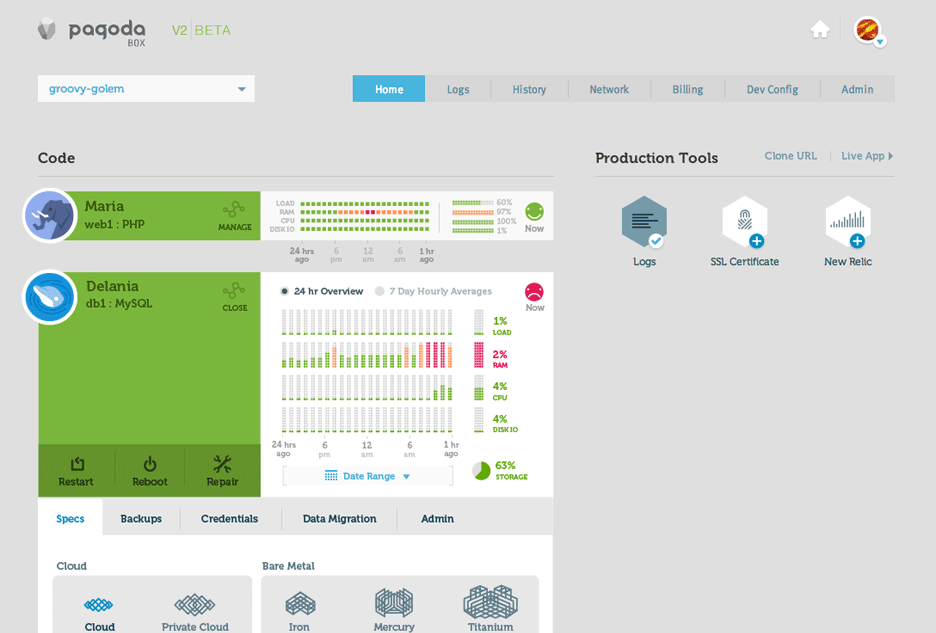 pagoda
BOX
V2 BETA
groovy-golem
Home Logs History Network Billing Dev Config Admin
Code
Production Tools Clone URL Live App
Maria
web1 : PHP
MANAGE
LOAD 60%
RAM 97%
CPU 100%
DISK IO 1%
Now
24 hrs ago 6 pm 12 am 6 am 1 hr ago
Logs SSL Certificate New Relic
Delania
db1 : MySQL
CLOSE
24 hr Overview 7 Day Hourly Averages
Now
1%
LOAD
2%
RAM
4%
CPU
4%
DISK IO
24 hrs ago 6 pm 12 am 6 am 1 hr ago
Date Range
63%
STORAGE
Restart Reboot Repair
Specs Backups Credentials Data Migration Admin
Cloud Bare Metal
Cloud Private Cloud Iron Mercury Titanium